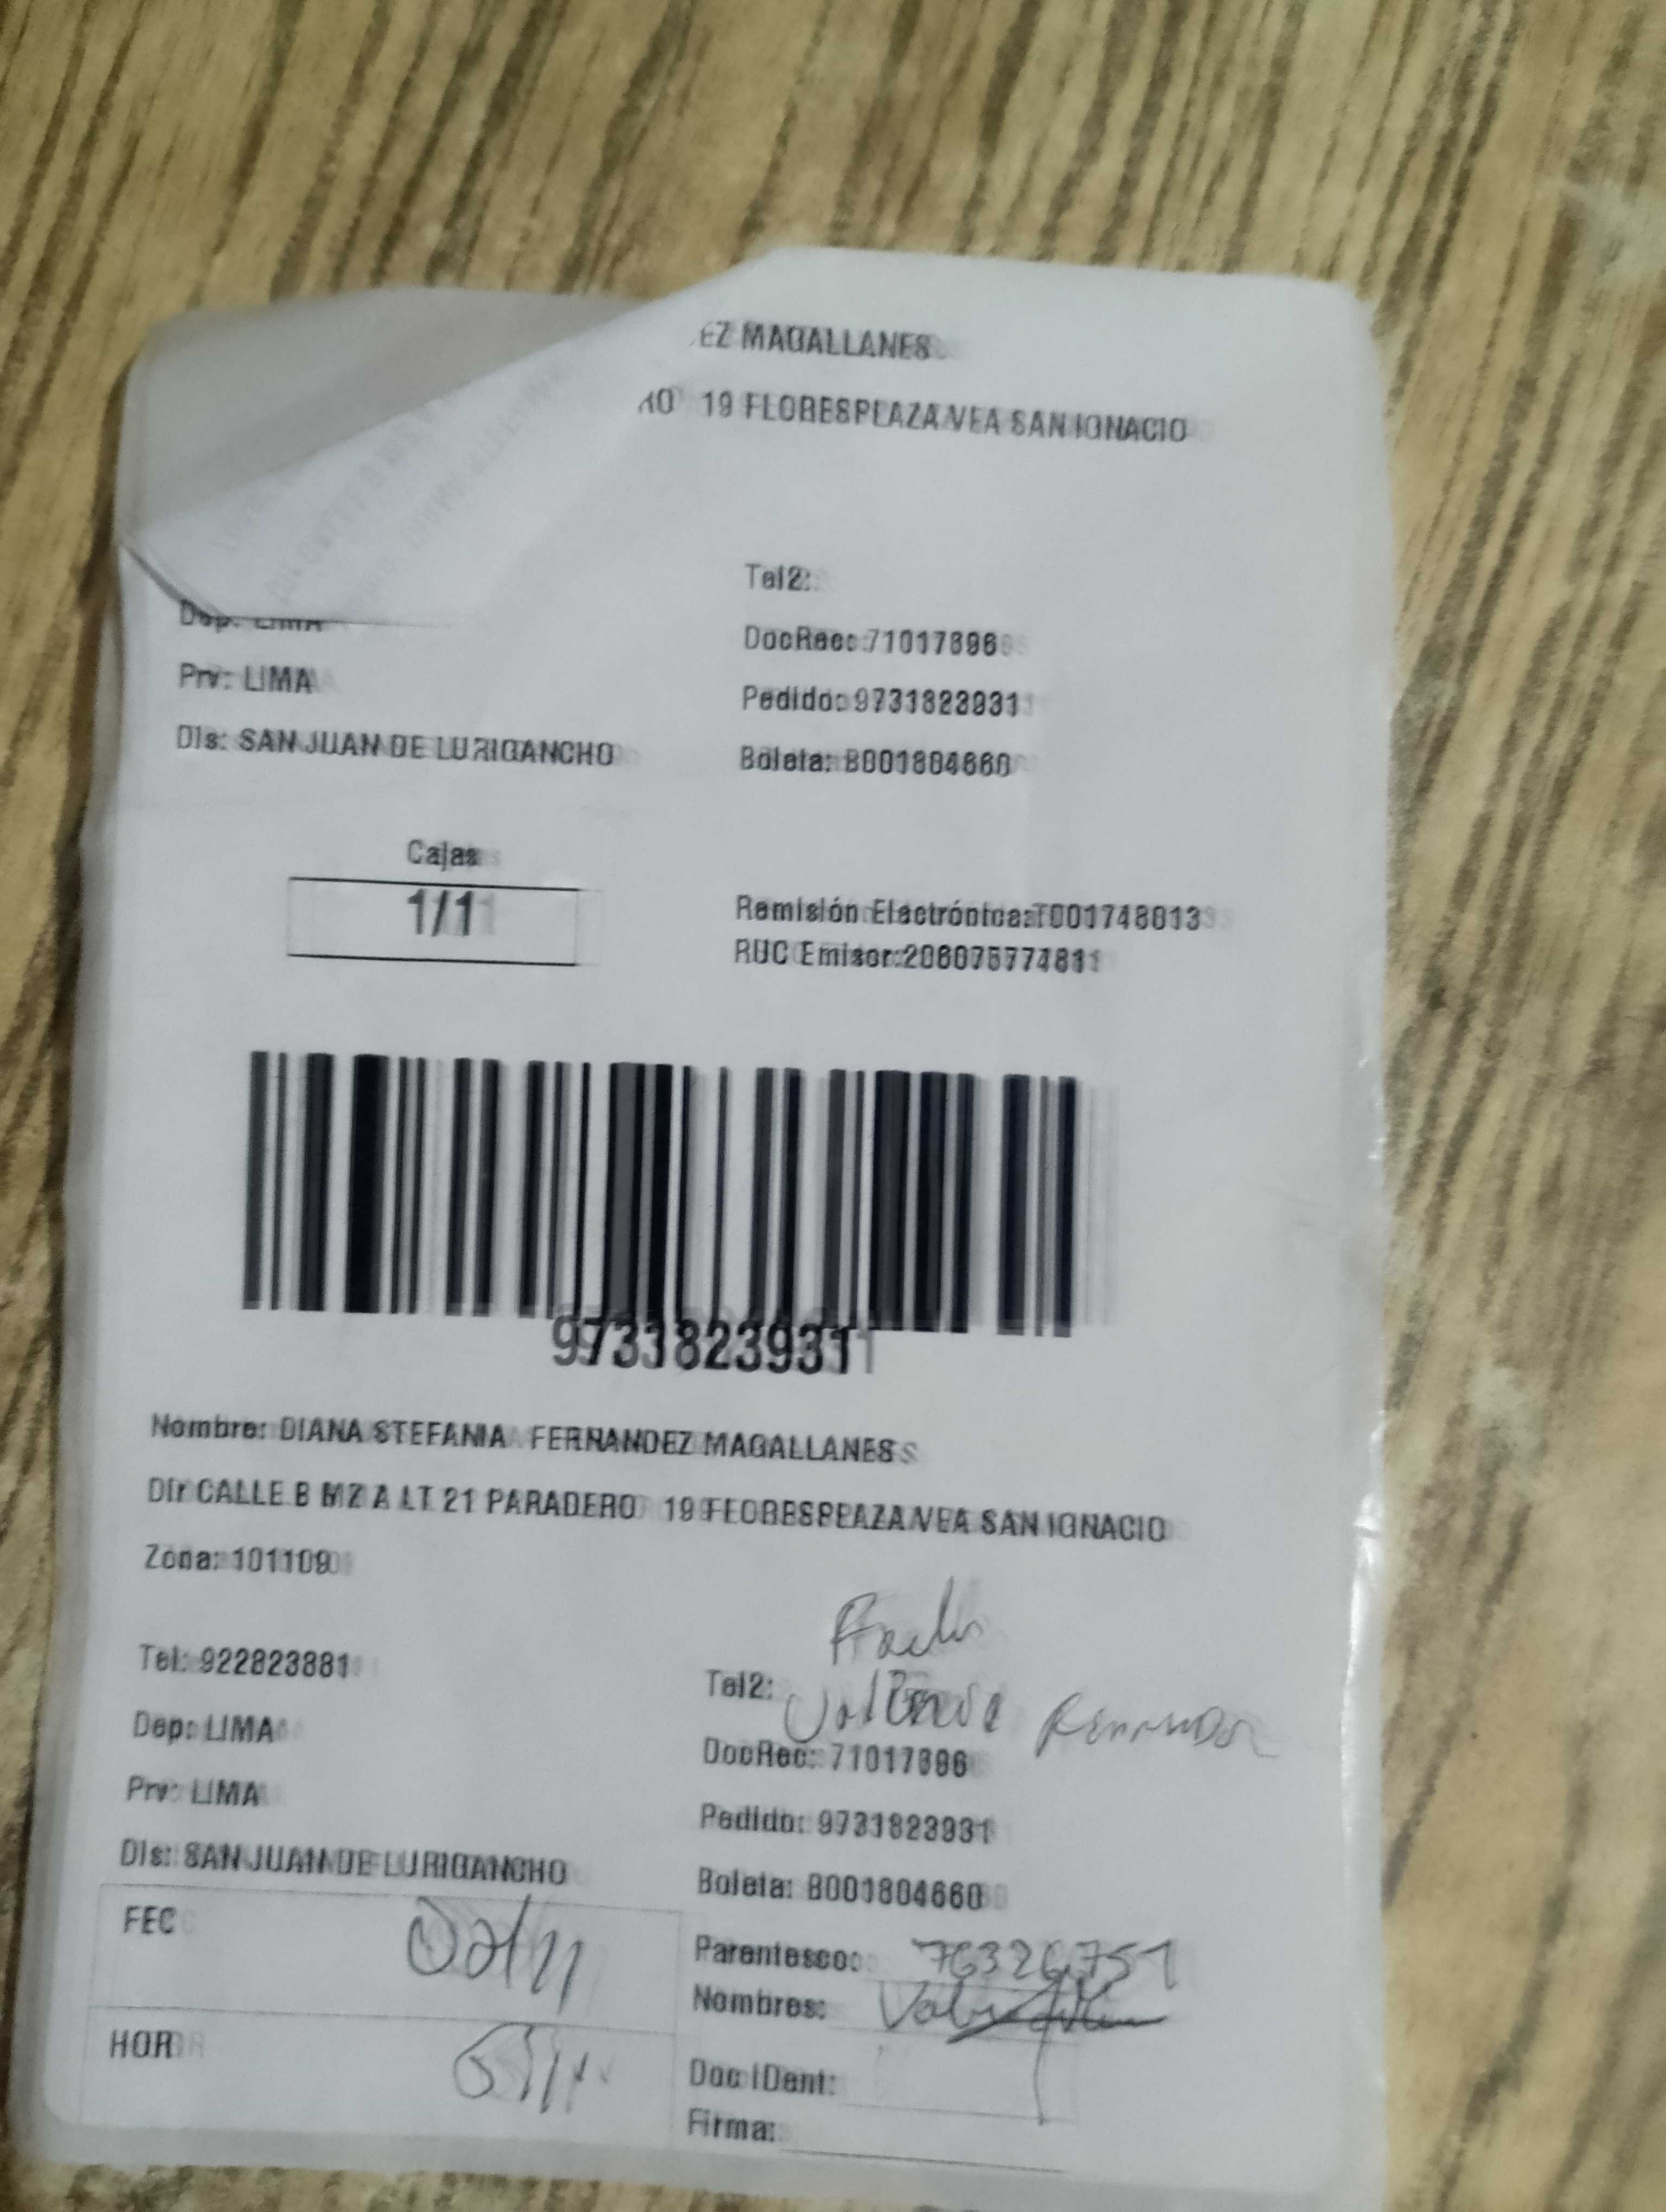 EZ MAGALLANES
19 FLORESPLAZA VEA SAN IGNACIO
Tel2:
Dep: LIMA
DocRec: 71017896
Prv: LIMA
Pedido: 9731823931
Dis: SAN JUAN DE LURIGANCHO
Boleta: B001804660
Cajas
1/1
Remisión Electrónica:T001748813
RUC Emisor:
9731823931
Nombre: DIANA STEFANIA FERNANDEZ MAGALLANES
Dir CALLE B MZ A LT 21 PARADERO 19 FLORESPLAZA VEA SAN IGNACIO
Zona: 101109
Tel: 922823881
Tel2:
Dep: LIMA
DocRec: 71017896
Prv: LIMA
Pedido: 9731823931
Dis: SAN JUAN DE LURIGANCHO
Boleta: B001804660
FEC
Parentesco: 76326751
Nombres:
HOR
Doc IDent:
Firma: